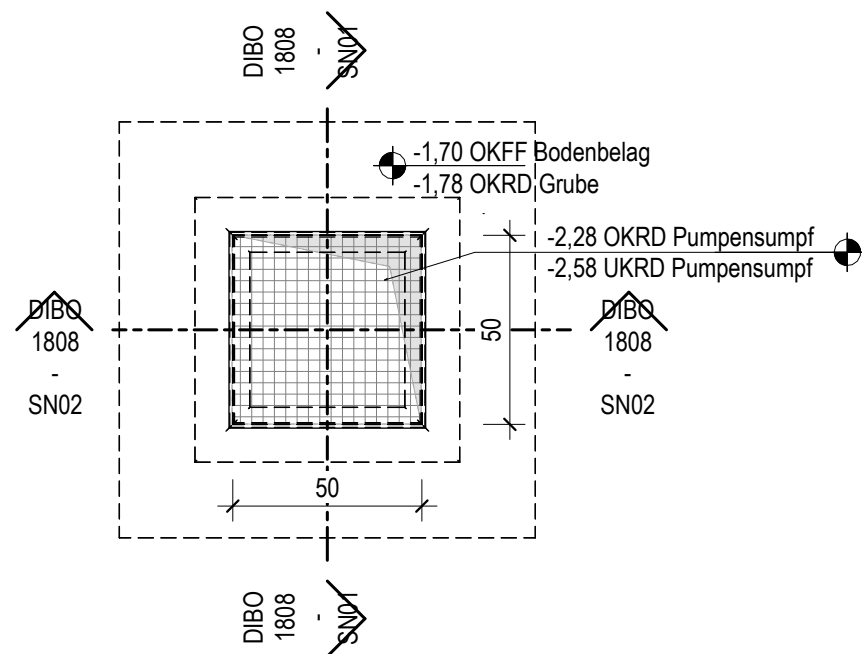 DIBO
1808
-
SN01
-1,70 OKFF Bodenbelag
-1,78 OKRD Grube
-2,28 OKRD Pumpensumpf
-2,58 UKRD Pumpensumpf
DIBO
1808
-
SN02
50
DIBO
1808
-
SN02
50
DIBO
1808
-
SN01